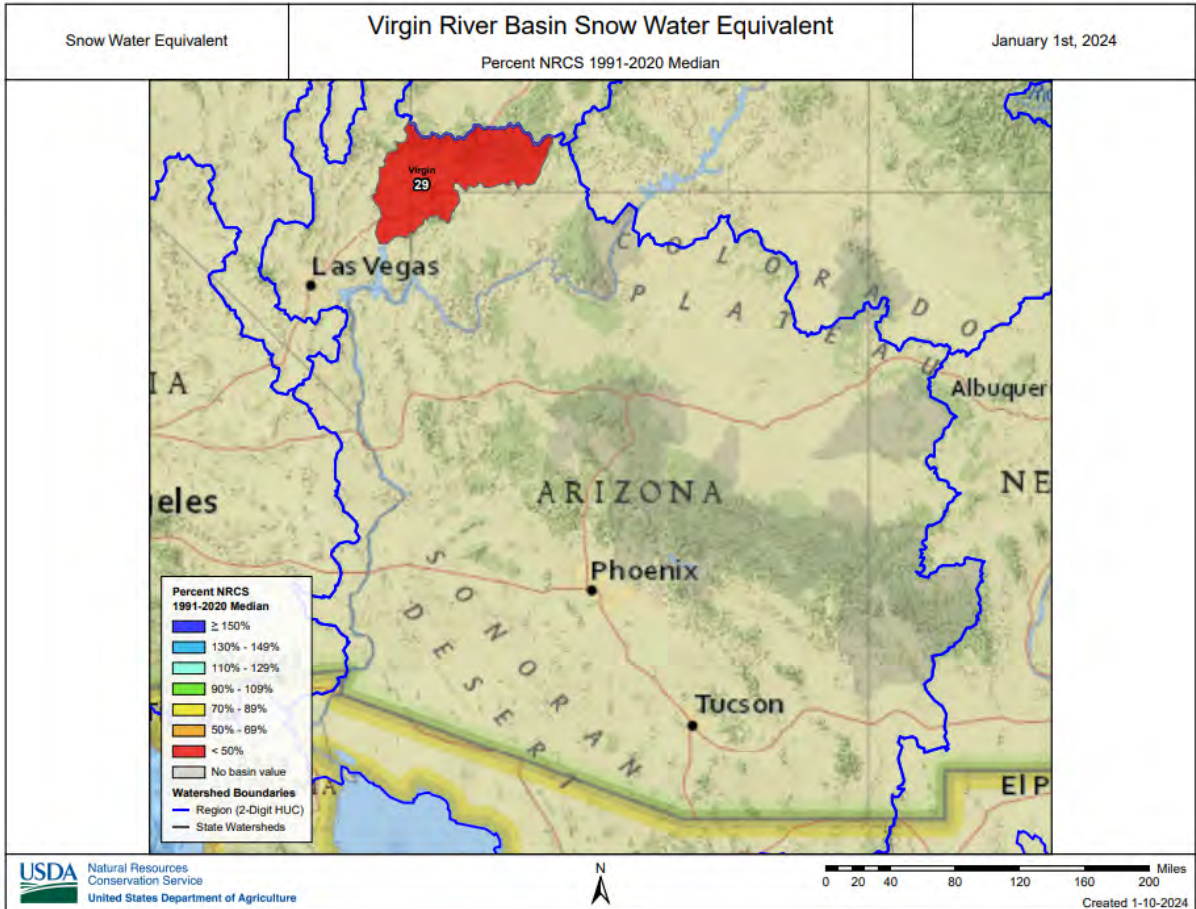 Snow Water Equivalent
Virgin River Basin Snow Water Equivalent
Percent NRCS 1991-2020 Median
January 1st, 2024
Virgin
29
Las Vegas
COLORADO
PLATEAU
IA
Albuquer
eles
ARIZONA
NE
Phoenix
SONORAN
DESERT
Tucson
El P
Percent NRCS
1991-2020 Median
≥ 150%
130% - 149%
110% - 129%
90% - 109%
70% - 89%
50% - 69%
< 50%
No basin value
Watershed Boundaries
Region (2-Digit HUC)
State Watersheds
USDA
Natural Resources
Conservation Service
United States Department of Agriculture
N
Miles
0 20 40 80 120 160 200
Created 1-10-2024